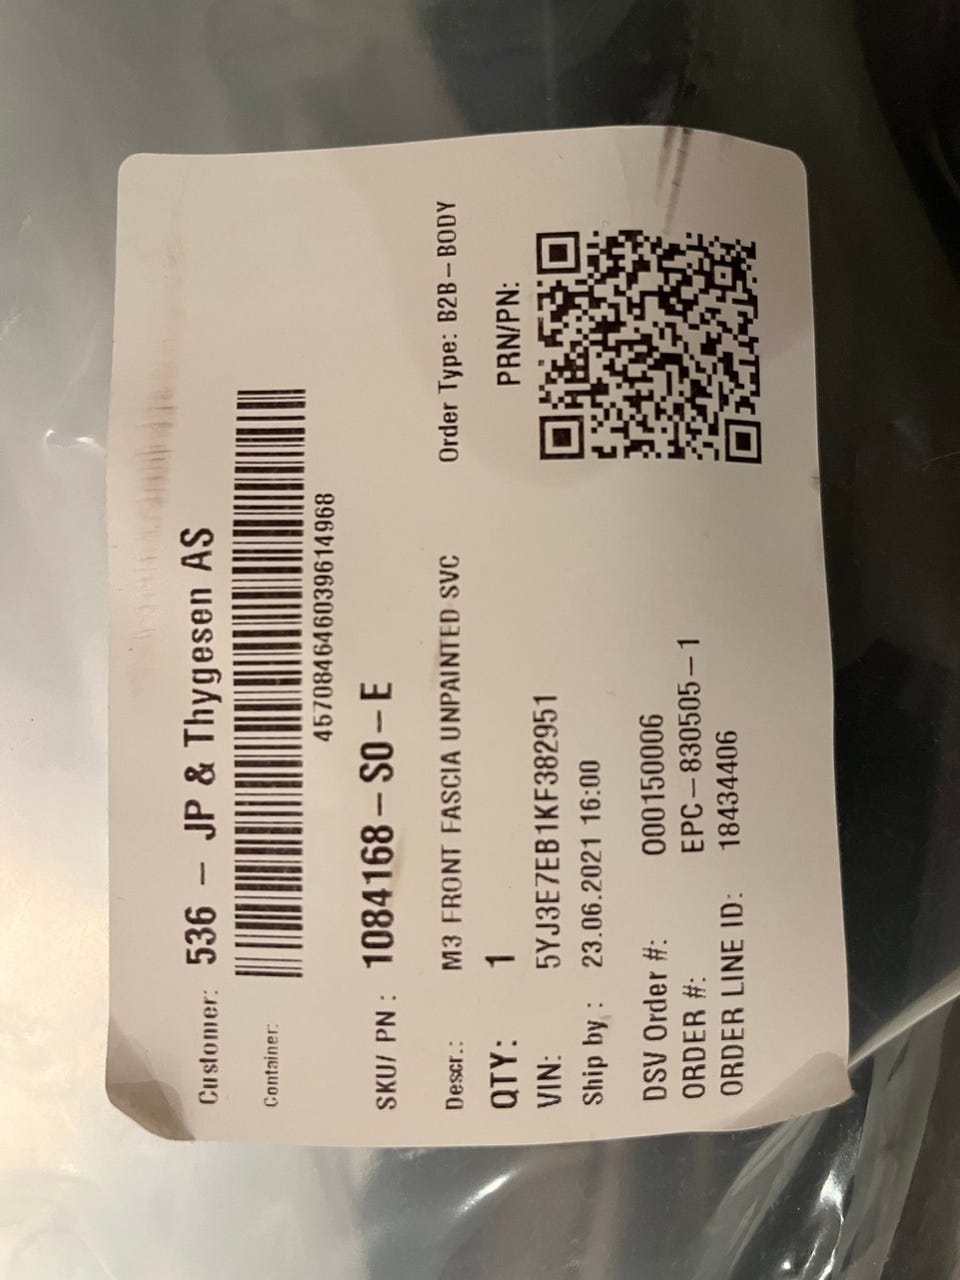 Customer: 536 – JP & Thygesen AS
Container:
457084646039614968
SKU/ PN : 1084168–S0–E
Descr.: M3 FRONT FASCIA UNPAINTED SVC Order Type: B2B–BODY
QTY: 1 PRN/PN:
VIN: 5YJ3E7EB1KF382951
Ship by : 23.06.2021 16:00
DSV Order #: 000150006
ORDER #: EPC–830505–1
ORDER LINE ID: 18434406